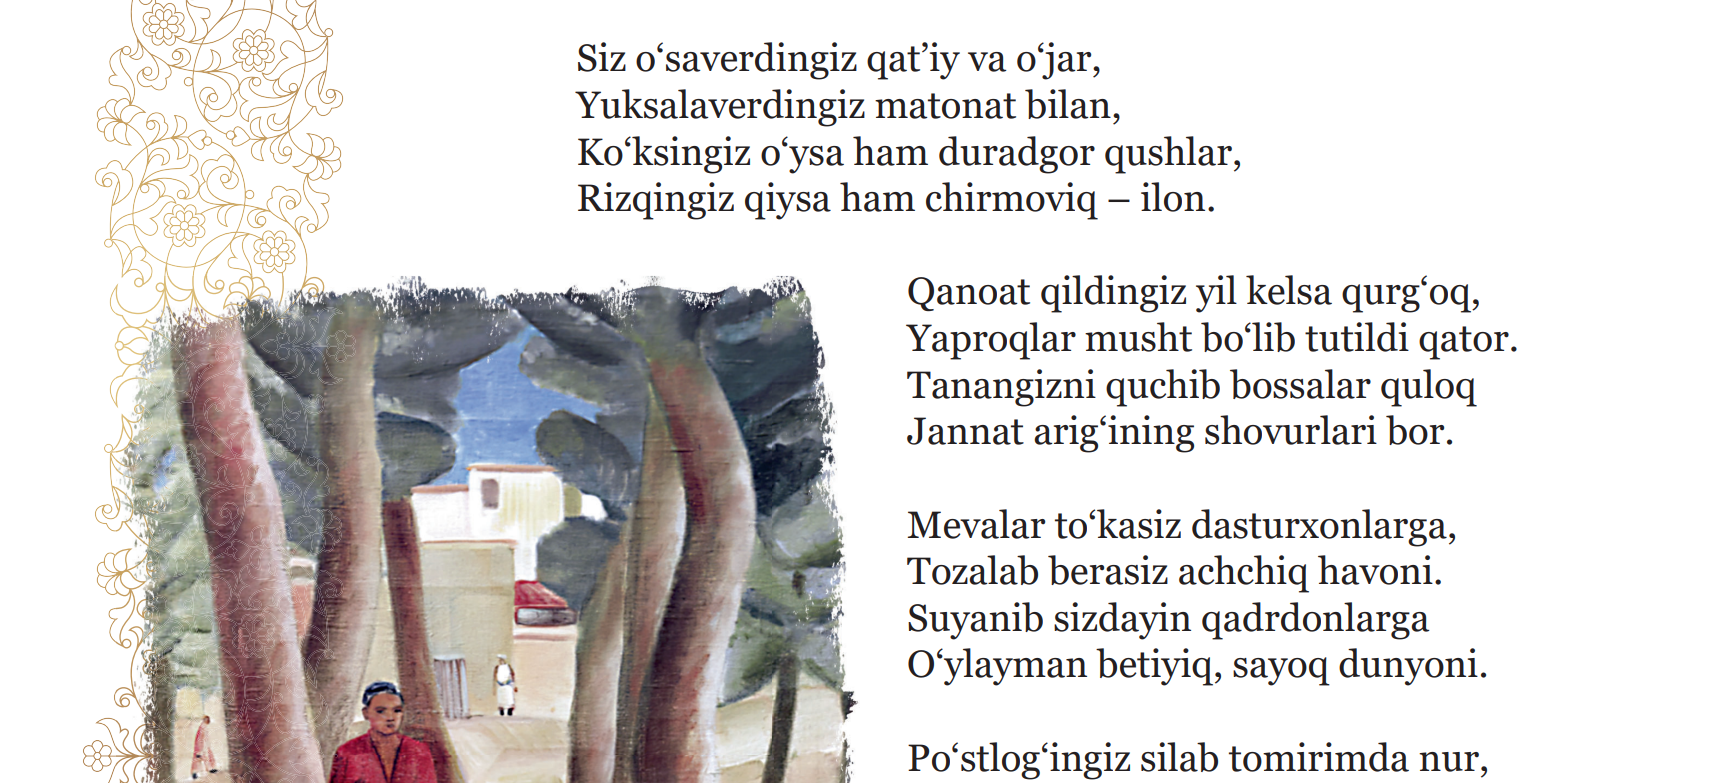 Siz o‘saverdingiz qat’iy va o‘jar,
Yuksalaverdingiz matonat bilan,
Ko‘ksingiz o‘ysa ham duradgor qushlar,
Rizqingiz qiysa ham chirmoviq – ilon.
Qanoat qildingiz yil kelsa qurg‘oq,
Yaproqlar musht bo‘lib tutildi qator.
Tanangizni quchib bossalar quloq
Jannat arig‘ining shovurlari bor.
Mevalar to‘kasiz dasturxonlarga,
Tozalab berasiz achchiq havoni.
Suyanib sizdayin qadrdonlarga
O‘ylayman betiyiq, sayoq dunyoni.
Po‘stlog‘ingiz silab tomirimda nur,